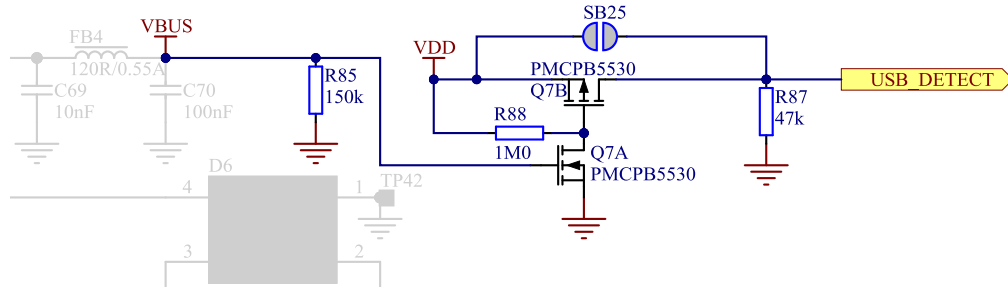 SB25
VBUS
FB4
VDD
120R/0.55A
R85
150k
PMCPB5530
Q7B
USB_DETECT
C69
10nF
C70
100nF
R87
47k
R88
1M0
Q7A
PMCPB5530
D6
4
1
TP42
3
2